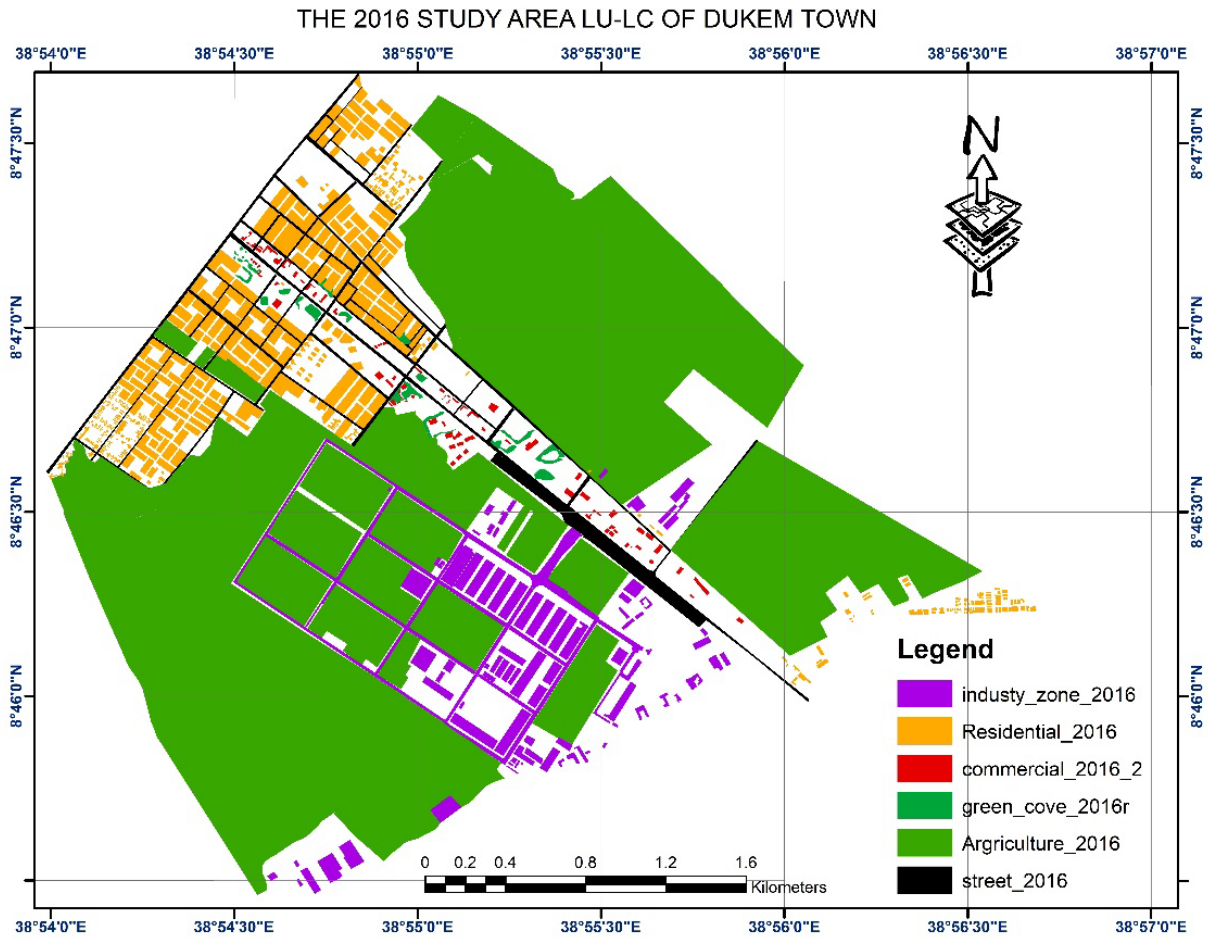 THE 2016 STUDY AREA LU-LC OF DUKEM TOWN
38°54'0"E 38°54'30"E 38°55'0"E 38°55'30"E 38°56'0"E 38°56'30"E 38°57'0"E
8°47'30"N 8°47'30"N
N
8°47'0"N 8°47'0"N
8°46'30"N 8°46'30"N
8°46'0"N 8°46'0"N
Legend
industy_zone_2016
Residential_2016
commercial_2016_2
green_cove_2016r
Argriculture_2016
street_2016
0 0.2 0.4 0.8 1.2 1.6
Kilometers
38°54'0"E 38°54'30"E 38°55'0"E 38°55'30"E 38°56'0"E 38°56'30"E 38°57'0"E